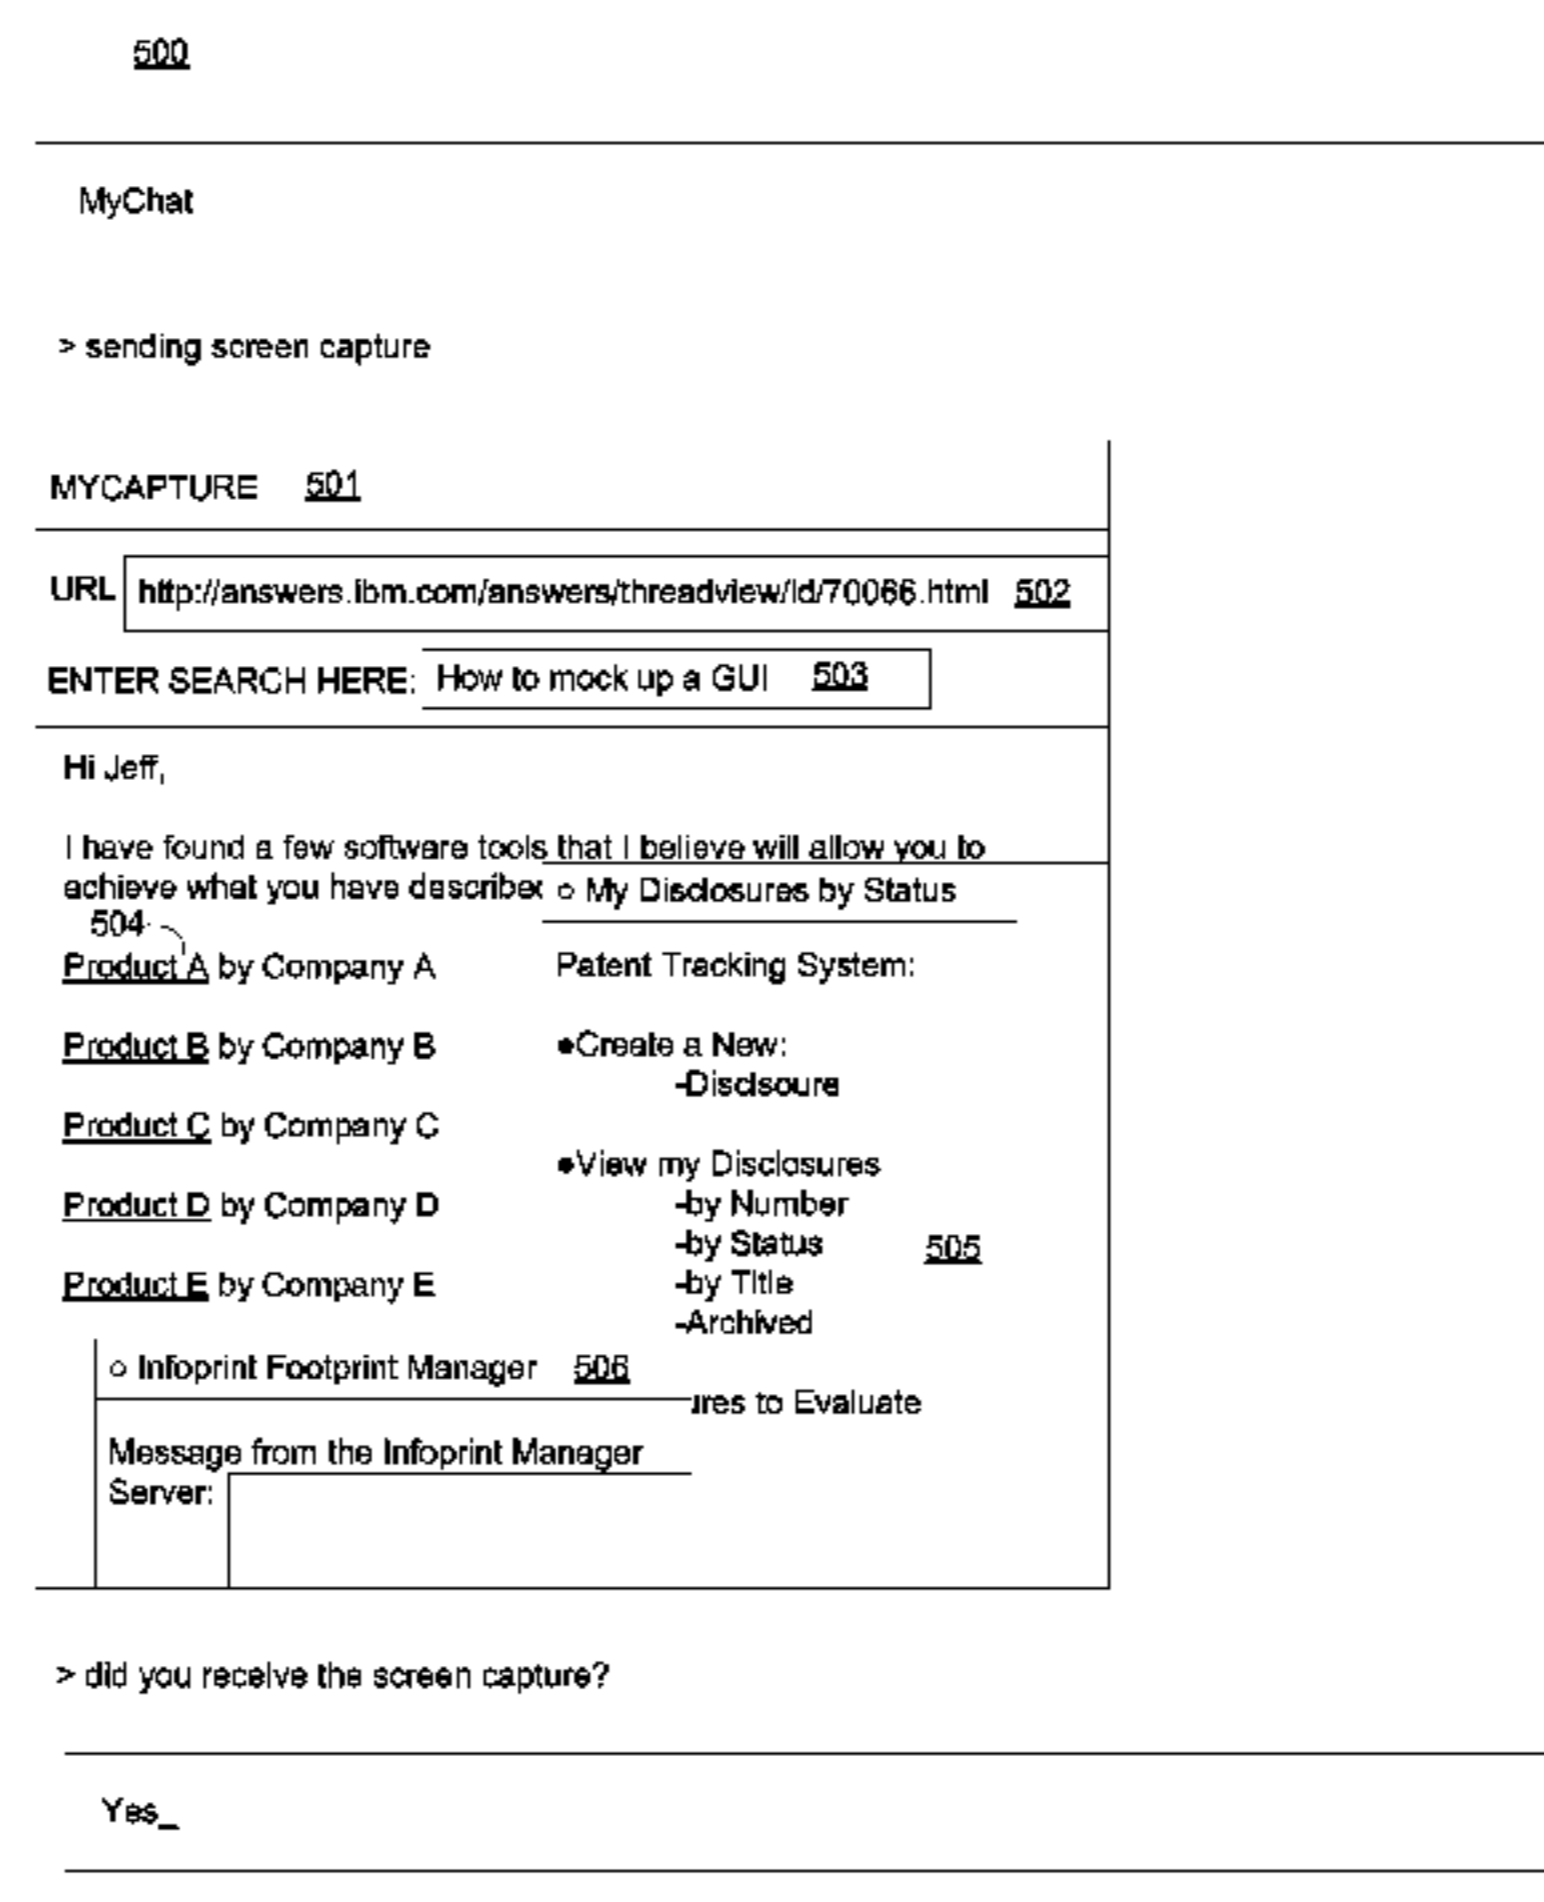 500
MyChat
> sending screen capture
MYCAPTURE 501
URL http://answers.ibm.com/answers/threadview/id/70066.html 502
ENTER SEARCH HERE: How to mock up a GUI 503
Hi Jeff,
I have found a few software tools that I believe will allow you to
achieve what you have describe
504
Product A by Company A
Product B by Company B
Product C by Company C
Product D by Company D
Product E by Company E
○ My Disclosures by Status
Patent Tracking System:
●Create a New:
-Disclsoure
●View my Disclosures
-by Number
-by Status
505
-by Title
-Archived
ures to Evaluate
○ Infoprint Footprint Manager 506
Message from the Infoprint Manager
Server:
> did you receive the screen capture?
Yes_